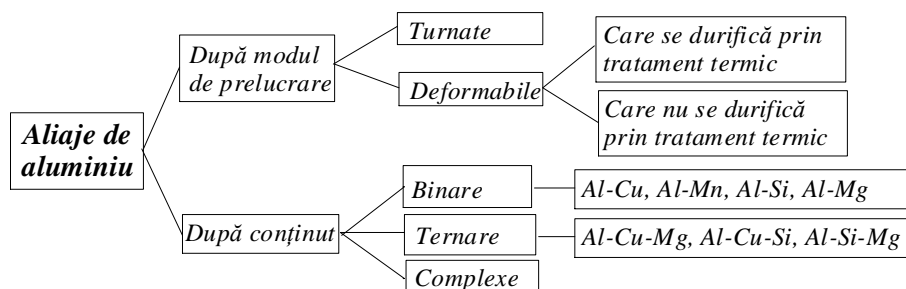 Aliaje de
aluminiu
După modul
de prelucrare
Turnate
Deformabile
Care se durifică prin
tratament termic
Care nu se durifică
prin tratament termic
După conținut
Binare
Al-Cu, Al-Mn, Al-Si, Al-Mg
Ternare
Al-Cu-Mg, Al-Cu-Si, Al-Si-Mg
Complexe